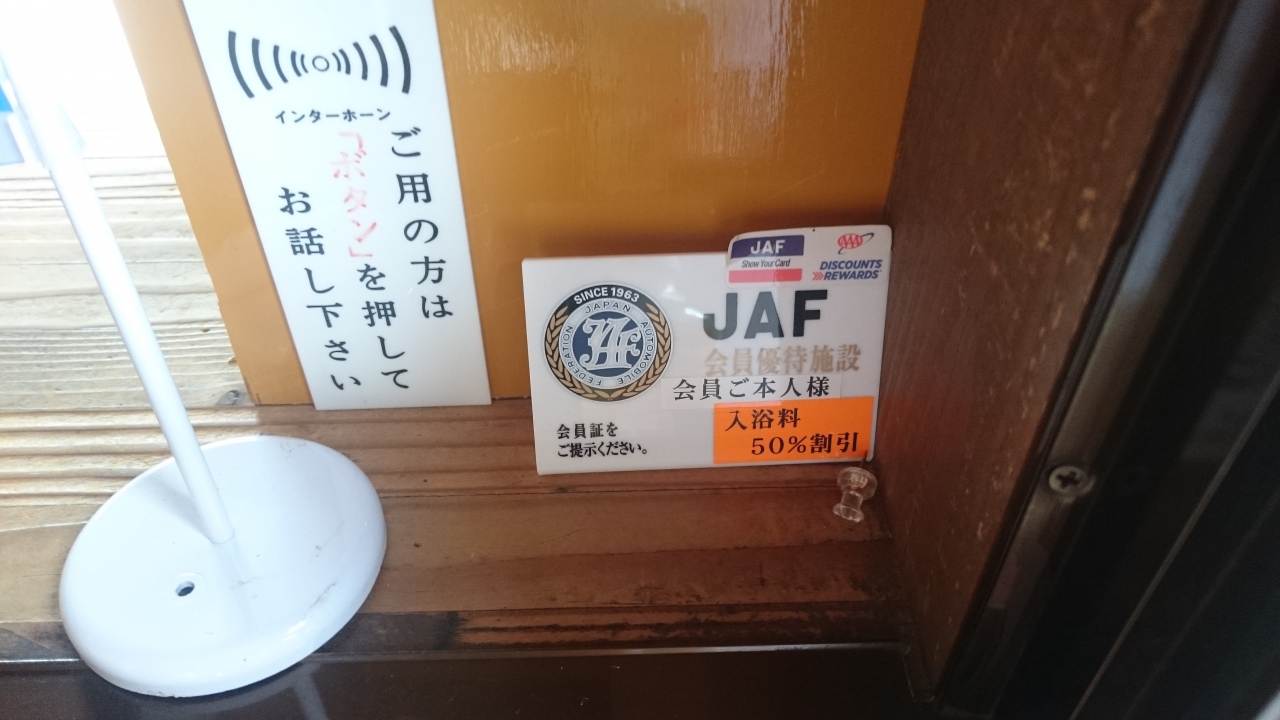 インターホーン
ご用の方は
「ボタン」を押して
お話し下さい
JAF
Show Your Card
AAA
DISCOUNTS
& REWARDS
SINCE 1963
JAPAN AUTOMOBILE FEDERATION
JAF
JAF
会員優待施設
会員ご本人様
入浴料
50%割引
会員証を
ご提示ください。